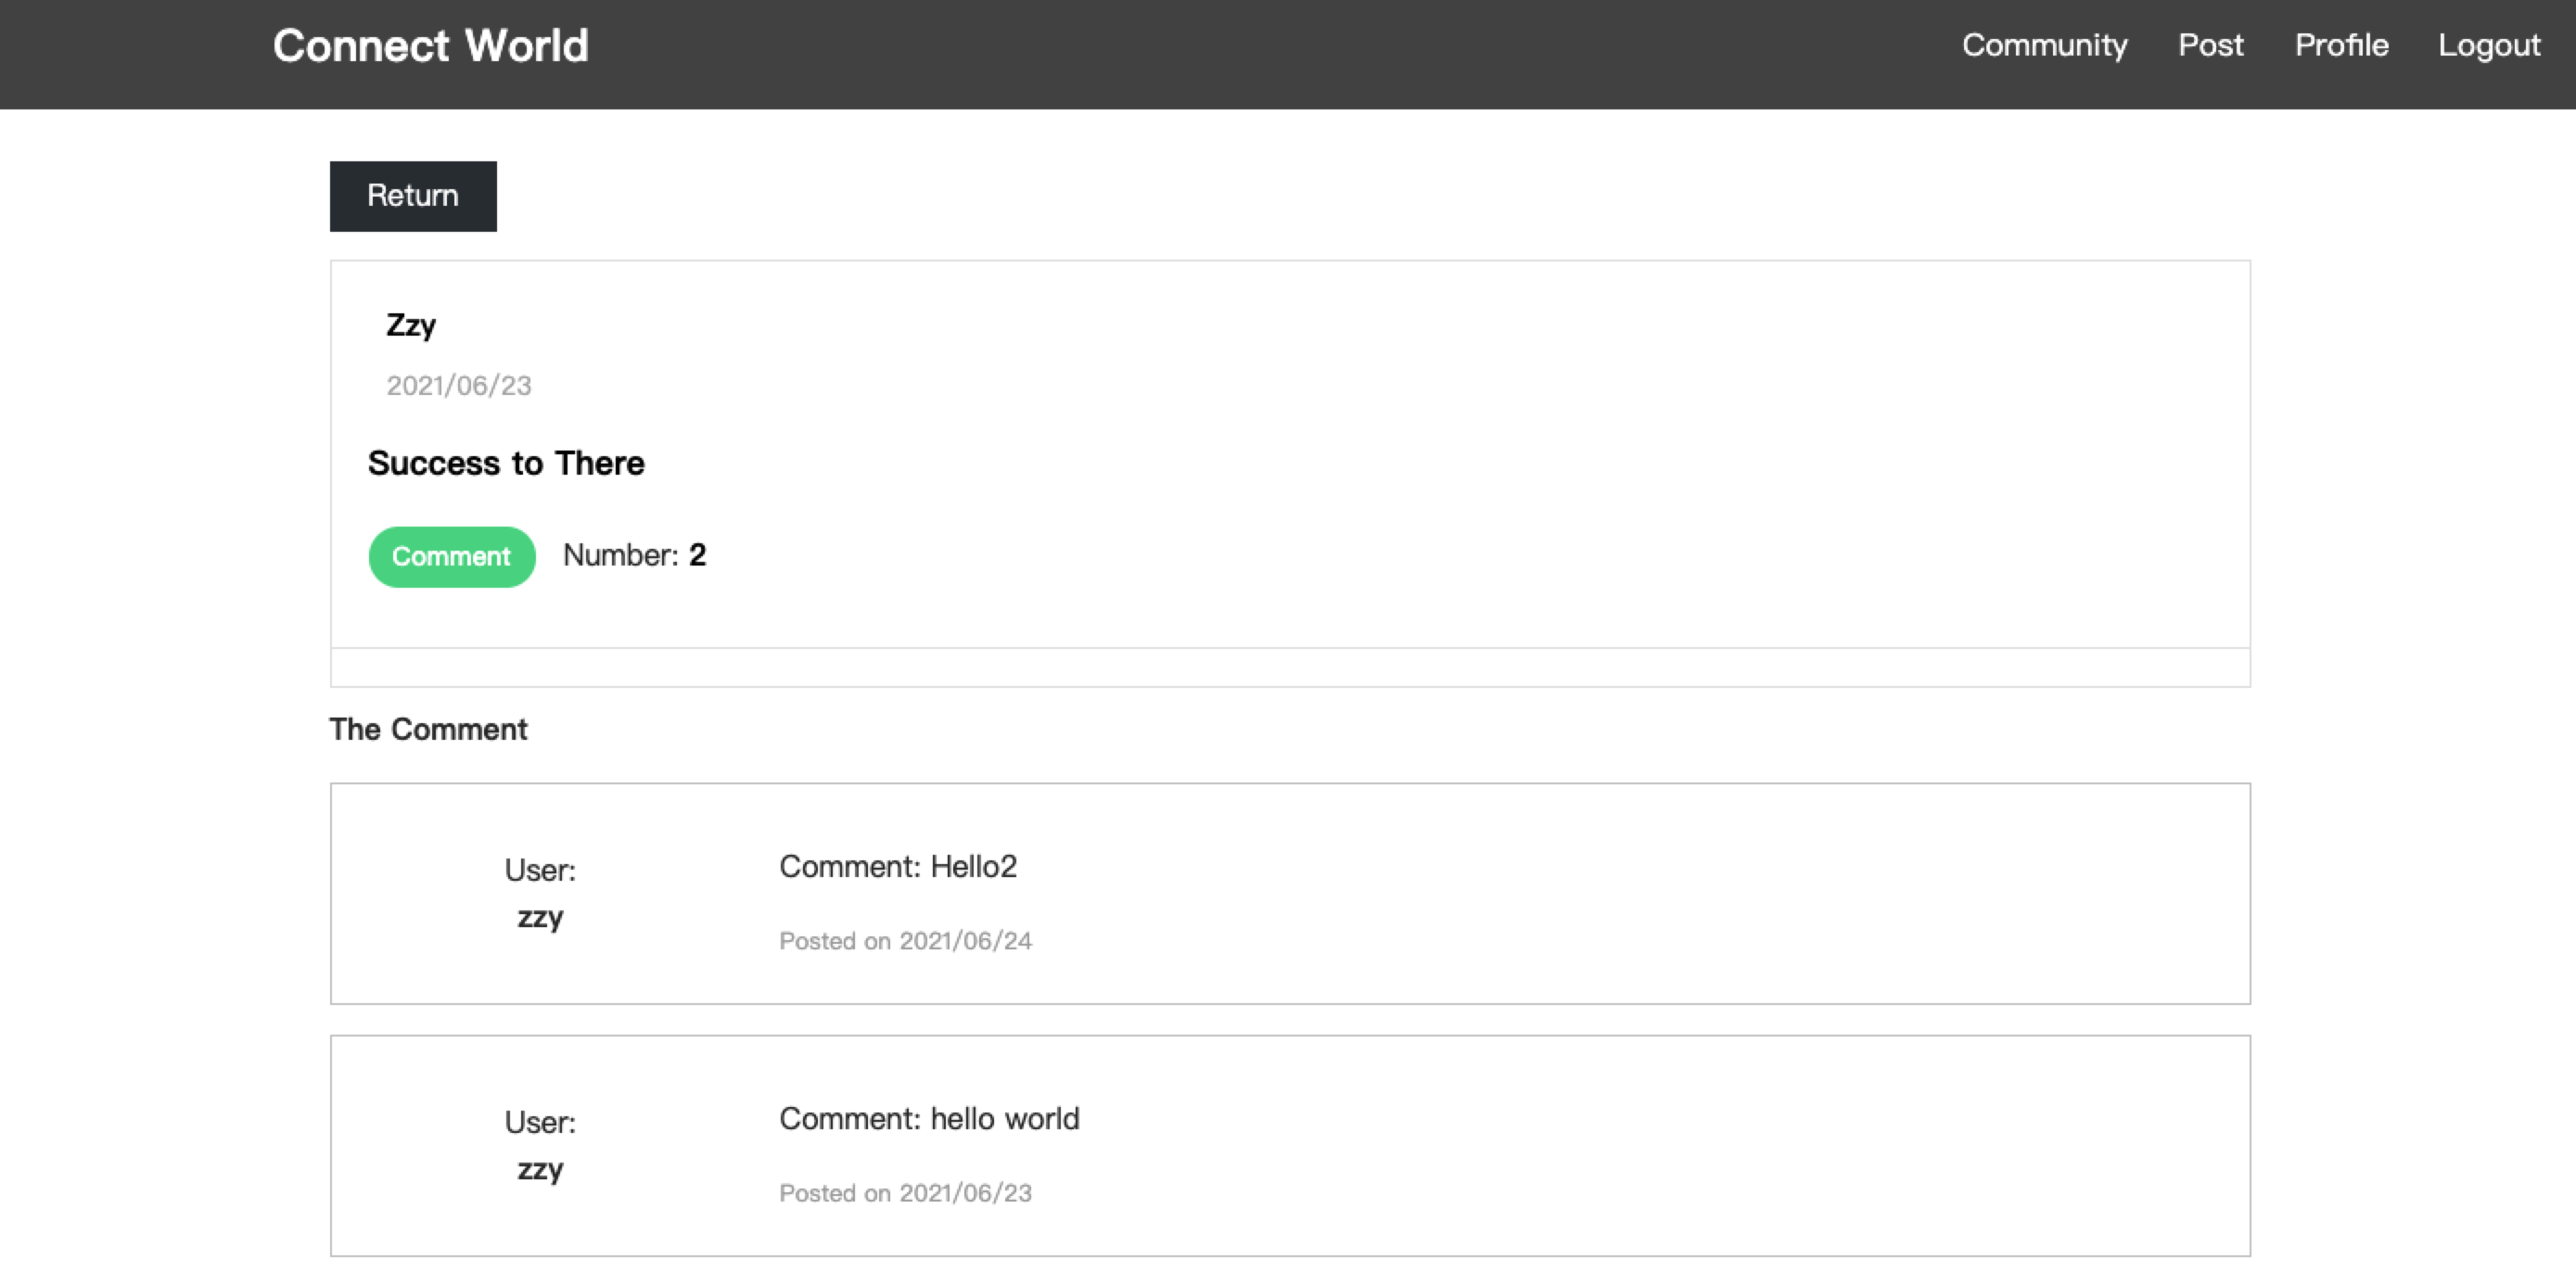 Connect World
Community Post Profile Logout
Return
Zzy
2021/06/23
Success to There
Comment Number: 2
The Comment
User:
zzy
Comment: Hello2
Posted on 2021/06/24
User:
zzy
Comment: hello world
Posted on 2021/06/23